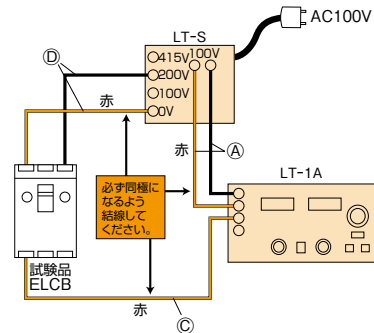 AC100V
LT-S
Ⓓ
415V
100V
200V
100V
0V
赤
赤
Ⓐ
LT-1A
必ず同極に
なるよう
結線して
ください。
試験品
ELCB
赤
Ⓒ